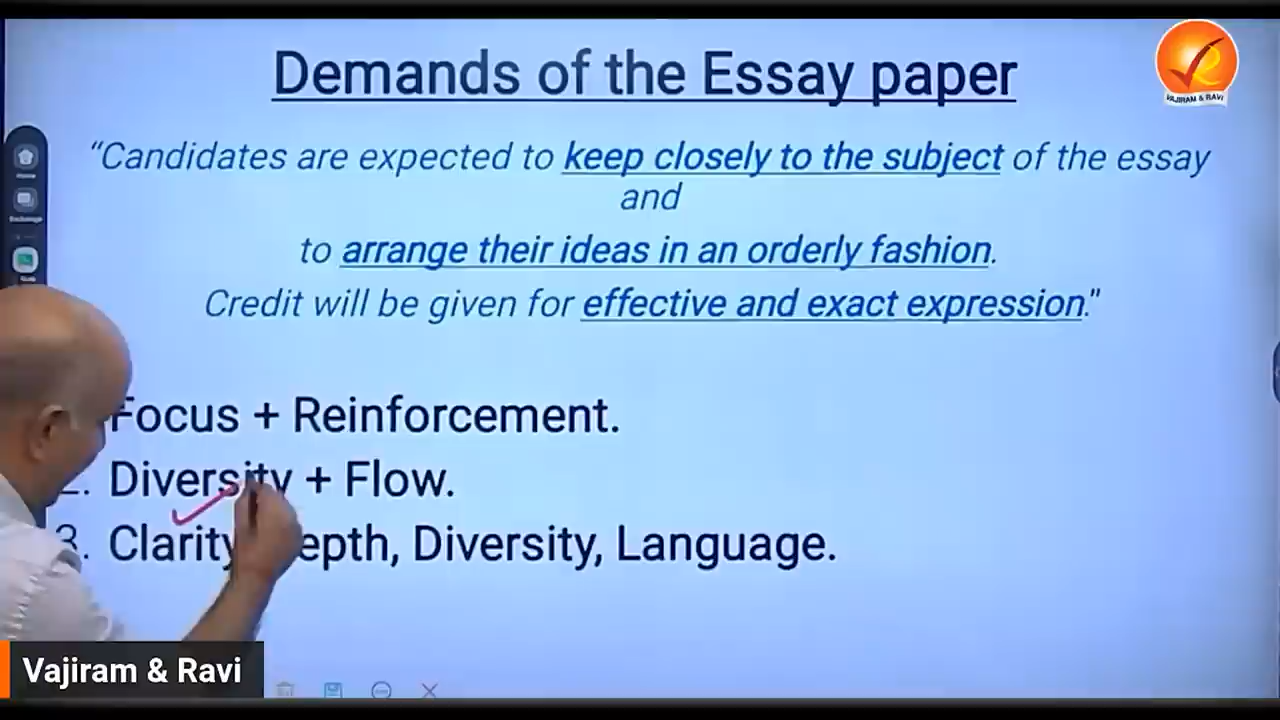 Demands of the Essay paper
VAJIRAM & RAVI
“Candidates are expected to keep closely to the subject of the essay
and
to arrange their ideas in an orderly fashion.
Credit will be given for effective and exact expression."
Focus + Reinforcement.
2. Diversity + Flow.
3. Clarity, Diversity, Language.
Vajiram & Ravi